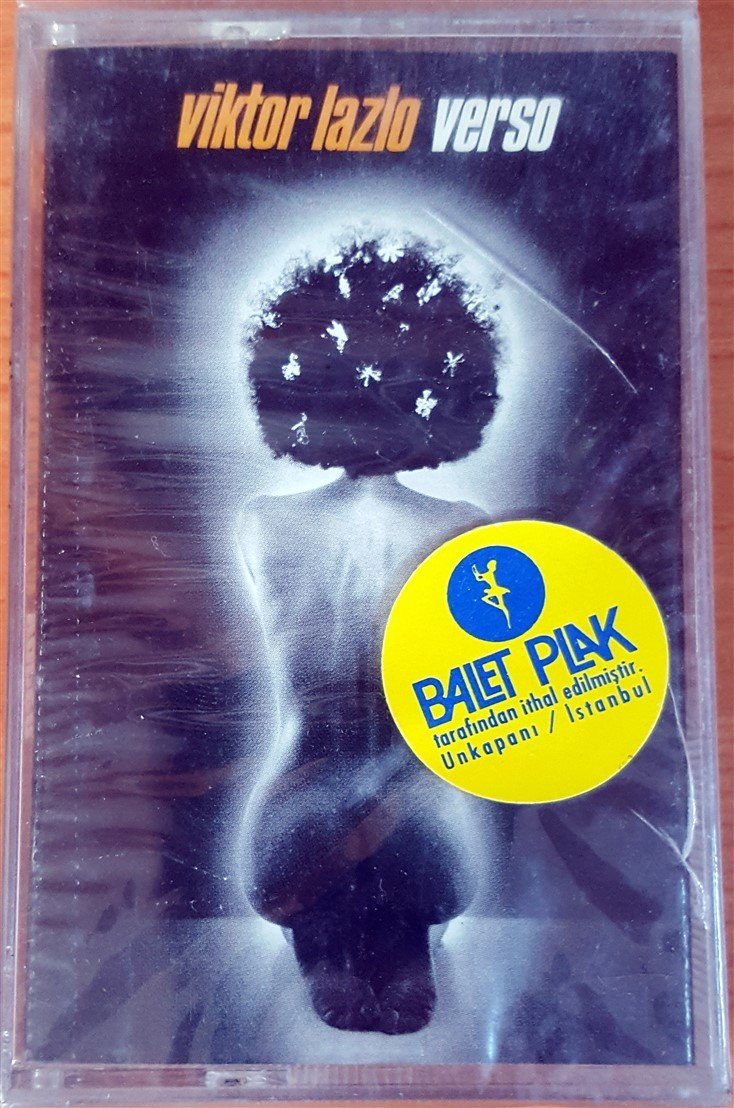 viktor lazlo verso
BALET PLAK
tarafından ithal edilmiştir.
Unkapanı / İstanbul